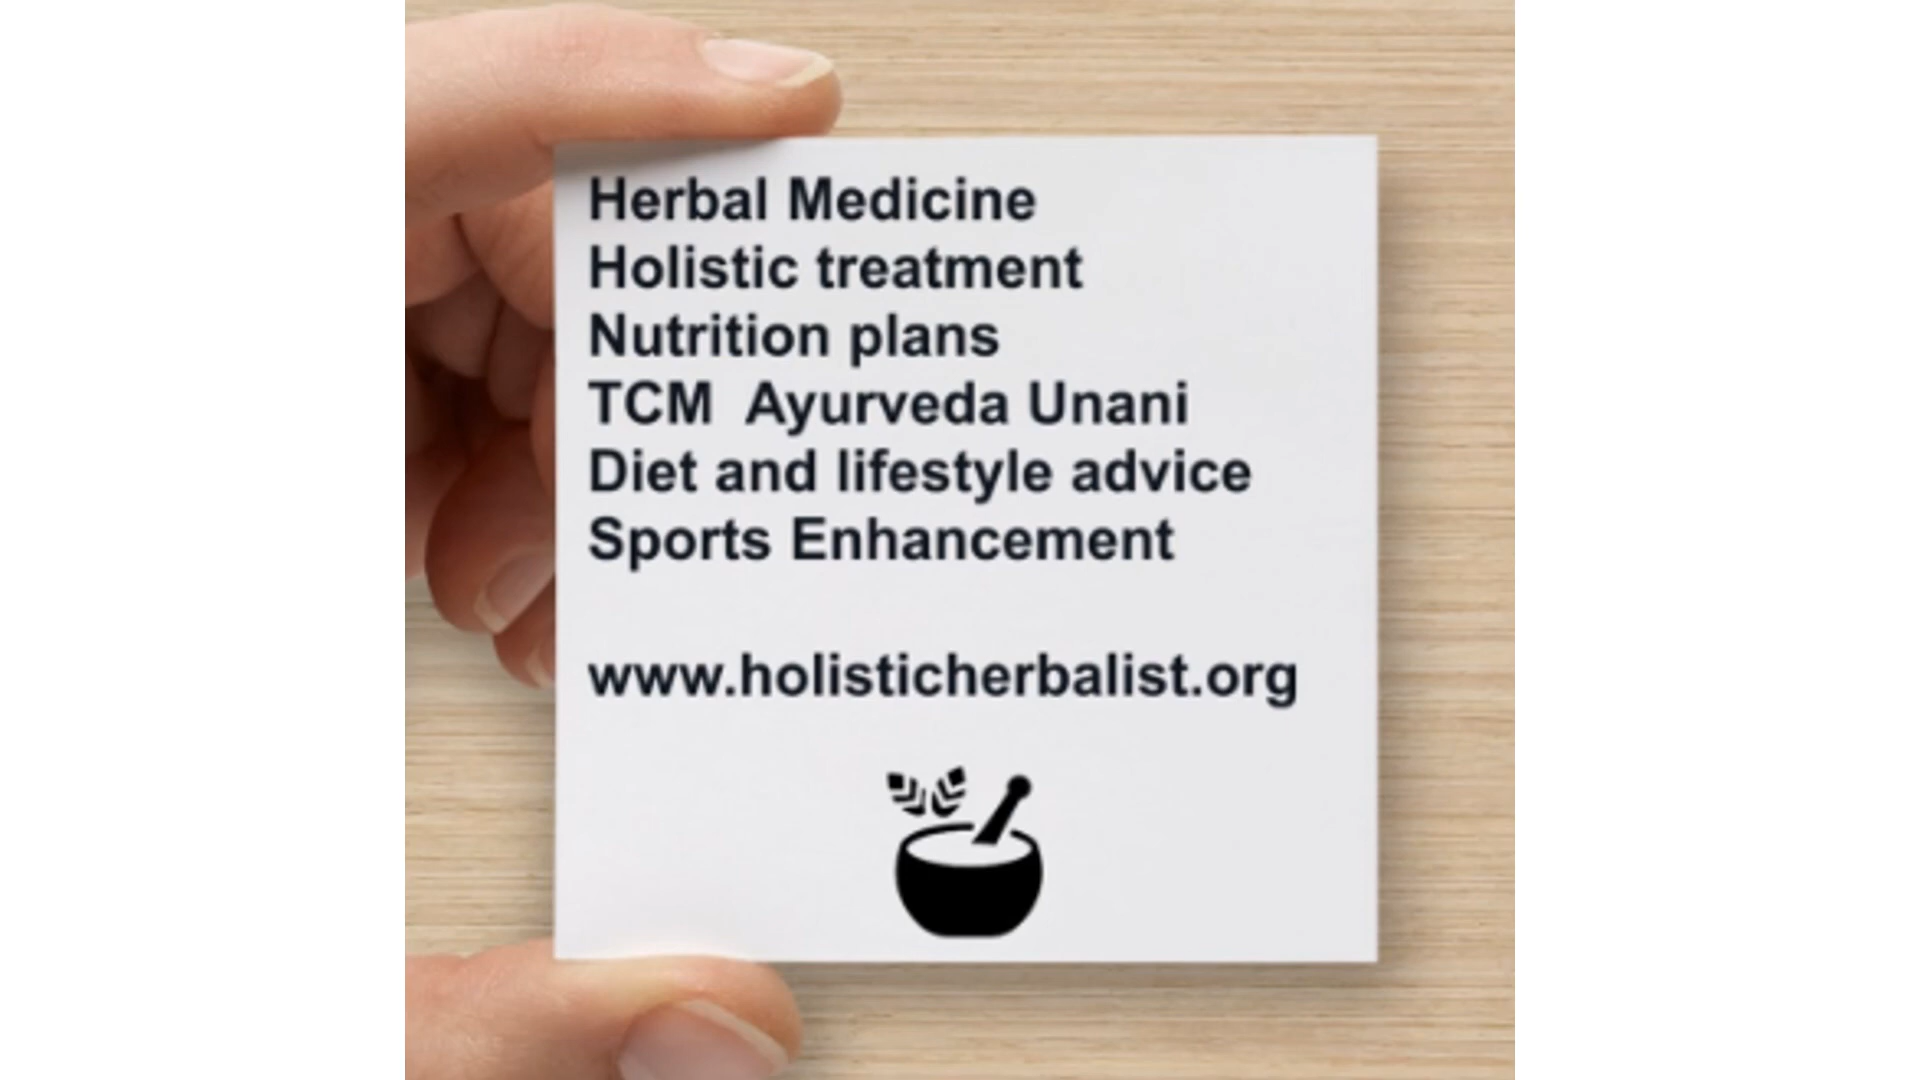 Herbal Medicine
Holistic treatment
Nutrition plans
TCM  Ayurveda Unani
Diet and lifestyle advice
Sports Enhancement
www.holisticherbalist.org